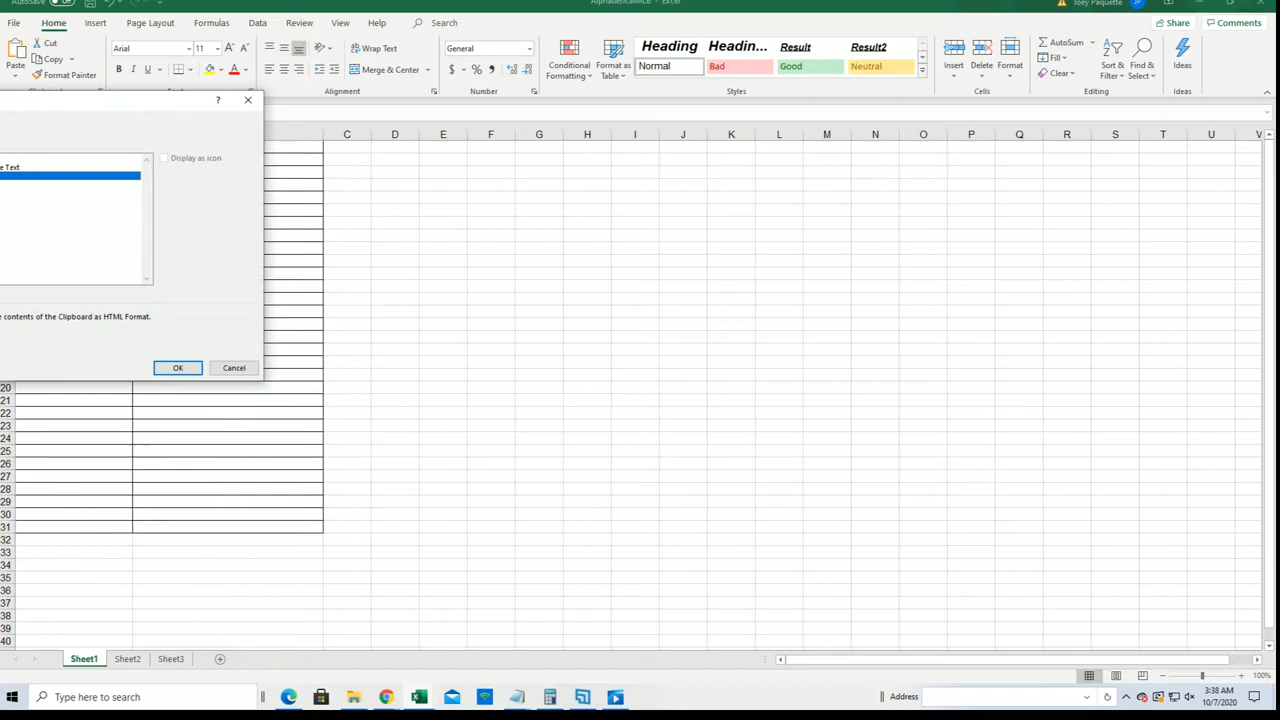 AutoSave
AlphabeticalMLB - Excel
Joey Paquette
JP
File Home Insert Page Layout Formulas Data Review View Help Search Share Comments
Paste Cut Copy Format Painter
Arial 11
B I U
Wrap Text
Merge & Center
General
$ %
Conditional Formatting
Format as Table
Heading Headin... Result Result2
Normal Bad Good Neutral
Insert Delete Format
AutoSum
Fill
Clear
Sort & Filter
Find & Select
Ideas
Clipboard Alignment Number Styles Cells Editing Ideas
?
C D E F G H I J K L M N O P Q R S T U V
e Text
Display as icon
contents of the Clipboard as HTML Format.
OK Cancel
20
21
22
23
24
25
26
27
28
29
30
31
32
33
34
35
36
37
38
39
40
Sheet1 Sheet2 Sheet3
100%
Type here to search
Address
3:38 AM
10/7/2020